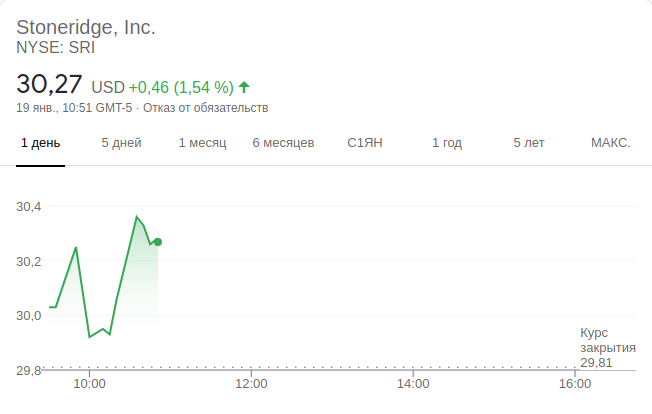 Stoneridge, Inc.
NYSE: SRI
30,27 USD +0,46 (1,54 %)
19 янв., 10:51 GMT-5 · Отказ от обязательств
1 день 5 дней 1 месяц 6 месяцев С1ЯН 1 год 5 лет МАКС.
30,4
30,2
30,0
Курс
закрытия
29,81
29,8
10:00 12:00 14:00 16:00